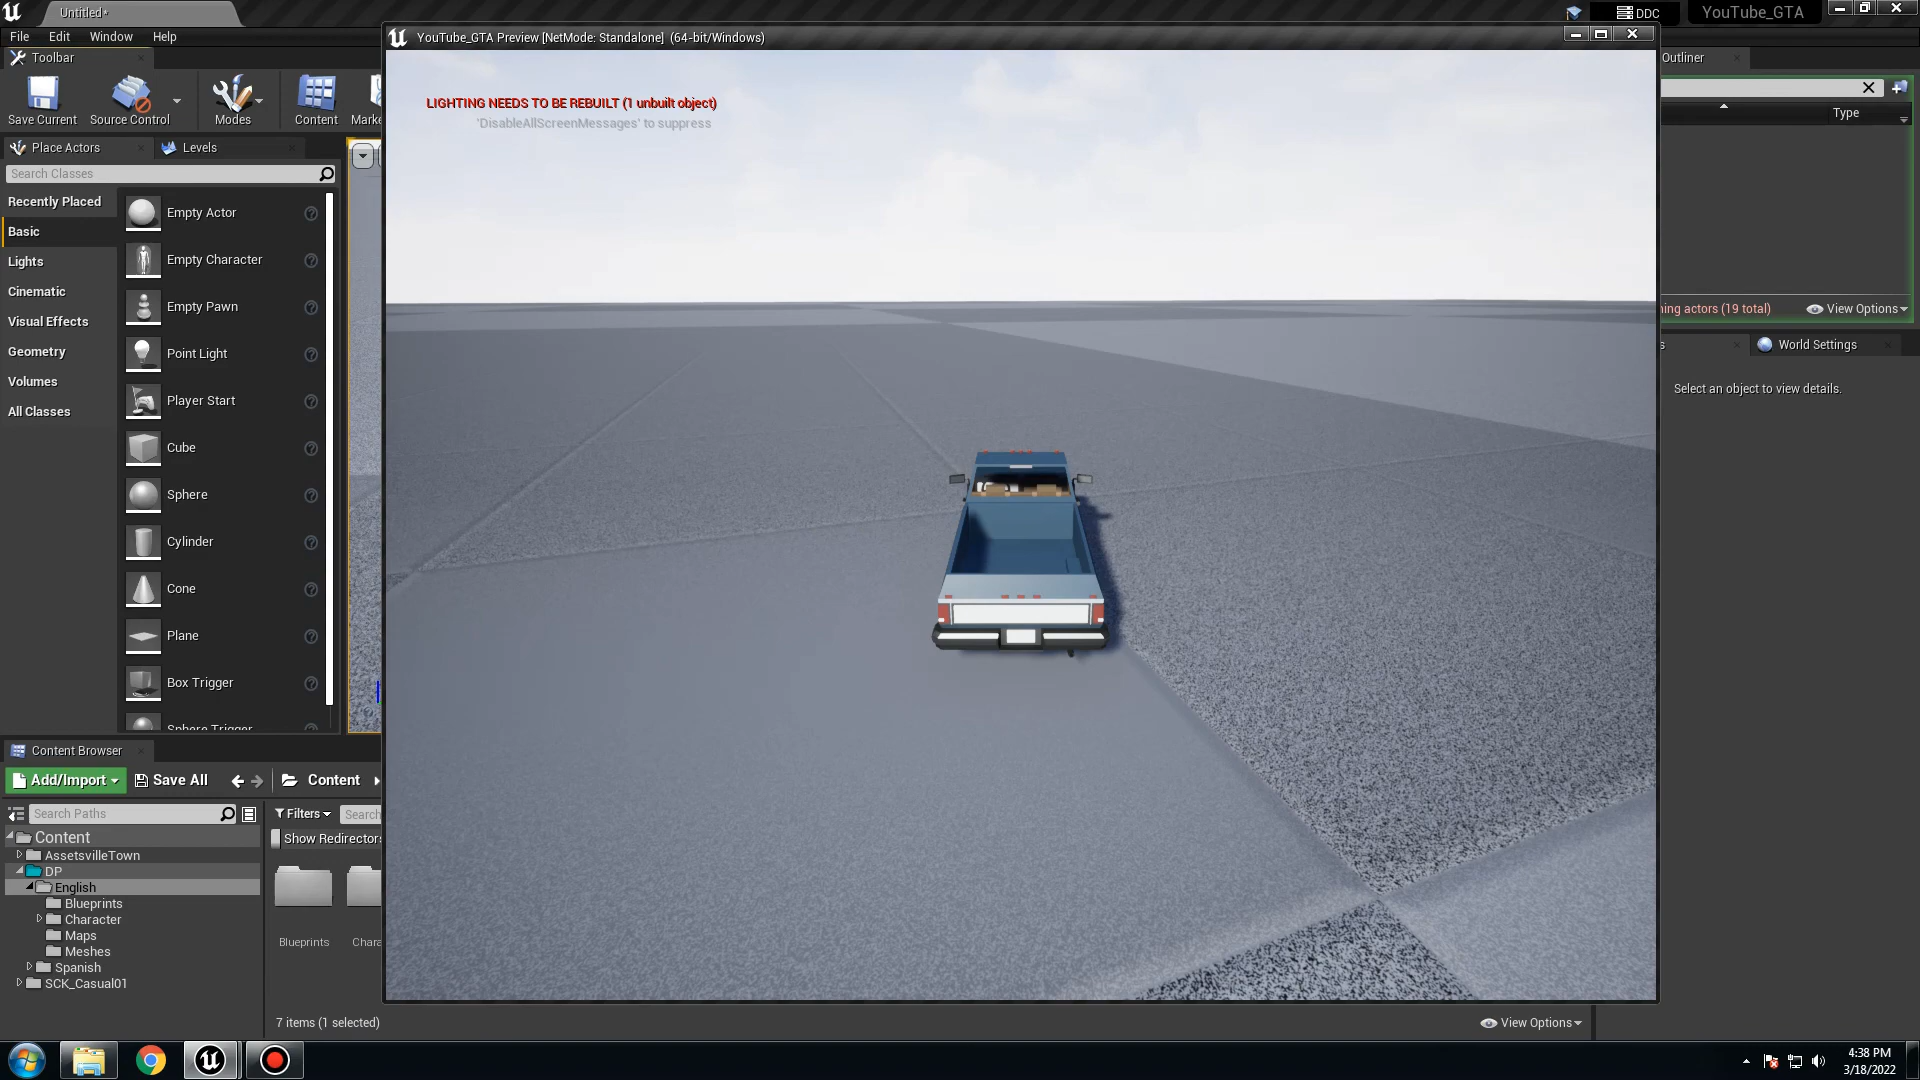 Untitled*
DDC
YouTube_GTA
File
Edit
Window
Help
YouTube_GTA Preview [NetMode: Standalone] (64-bit/Windows)
Toolbar
Outliner
Save Current
Source Control
Modes
Content
LIGHTING NEEDS TO BE REBUILT (1 unbuilt object)
'DisableAllScreenMessages' to suppress
Type
Place Actors
Levels
Search Classes
Recently Placed
Basic
Lights
Cinematic
Visual Effects
Geometry
Volumes
All Classes
Empty Actor
Empty Character
Empty Pawn
Point Light
Player Start
Cube
Sphere
Cylinder
Cone
Plane
Box Trigger
Sphere Trigger
actors (19 total)
View Options
World Settings
Select an object to view details.
Content Browser
Add/Import
Save All
Content
Search Paths
Filters
Search
Show Redirectors
Content
AssetsvilleTown
DP
English
Blueprints
Character
Maps
Meshes
Spanish
SCK_Casual01
Blueprints
7 items (1 selected)
View Options
4:38 PM
3/18/2022